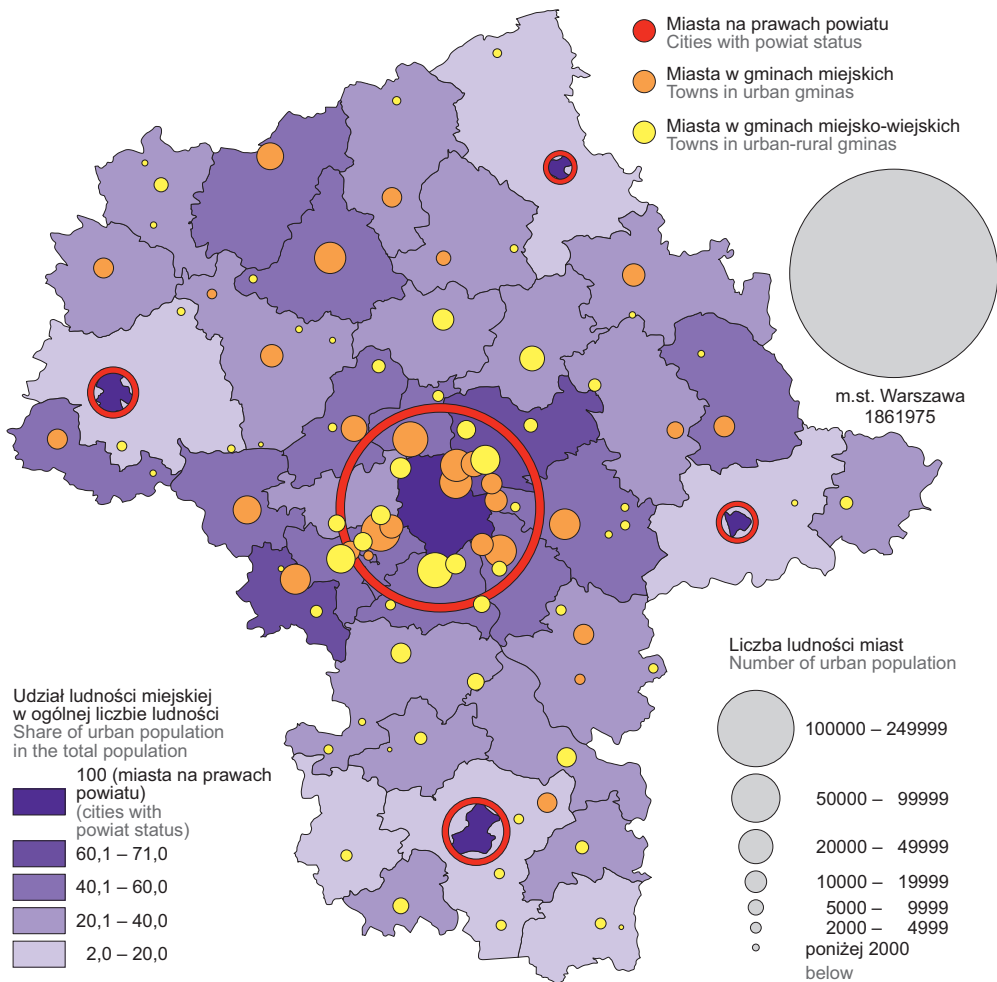 Miasta na prawach powiatu
Cities with powiat status
Miasta w gminach miejskich
Towns in urban gminas
Miasta w gminach miejsko-wiejskich
Towns in urban-rural gminas
m.st. Warszawa
1861975
Udział ludności miejskiej
w ogólnej liczbie ludności
Share of urban population
in the total population
100 (miasta na prawach
powiatu)
(cities with
powiat status)
60,1 – 71,0
40,1 – 60,0
20,1 – 40,0
2,0 – 20,0
Liczba ludności miast
Number of urban population
100000 – 249999
50000 – 99999
20000 – 49999
10000 – 19999
5000 – 9999
2000 – 4999
poniżej 2000
below